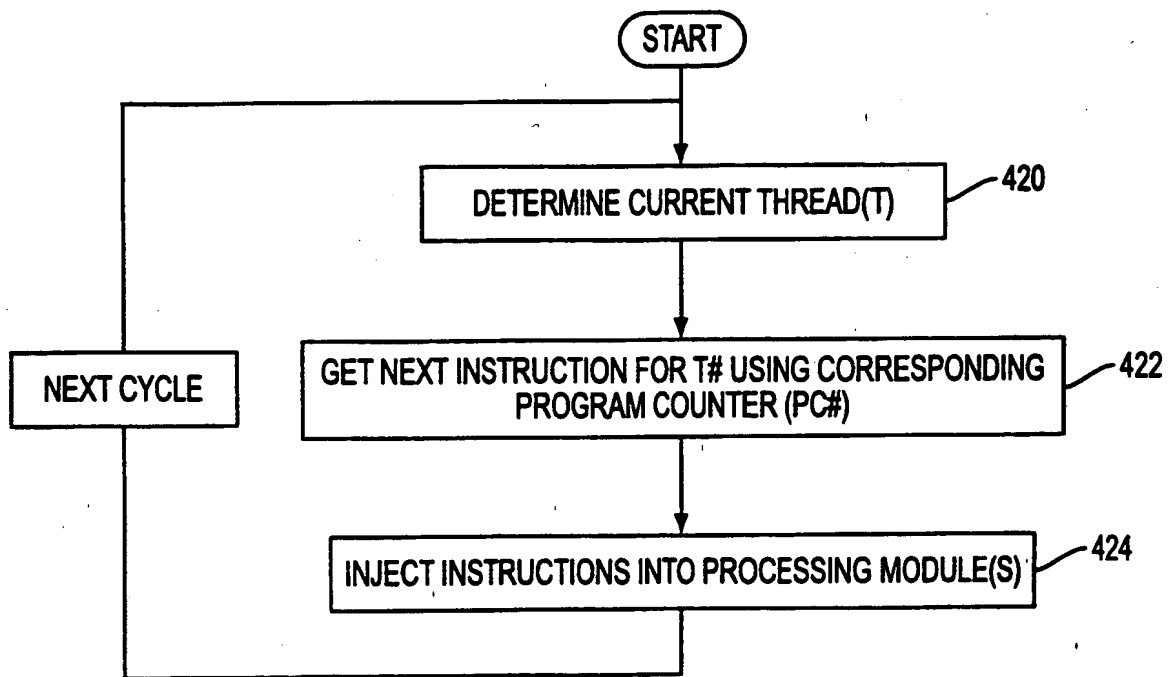 START
DETERMINE CURRENT THREAD(T)
420
GET NEXT INSTRUCTION FOR T# USING CORRESPONDING
PROGRAM COUNTER (PC#)
422
NEXT CYCLE
INJECT INSTRUCTIONS INTO PROCESSING MODULE(S)
424